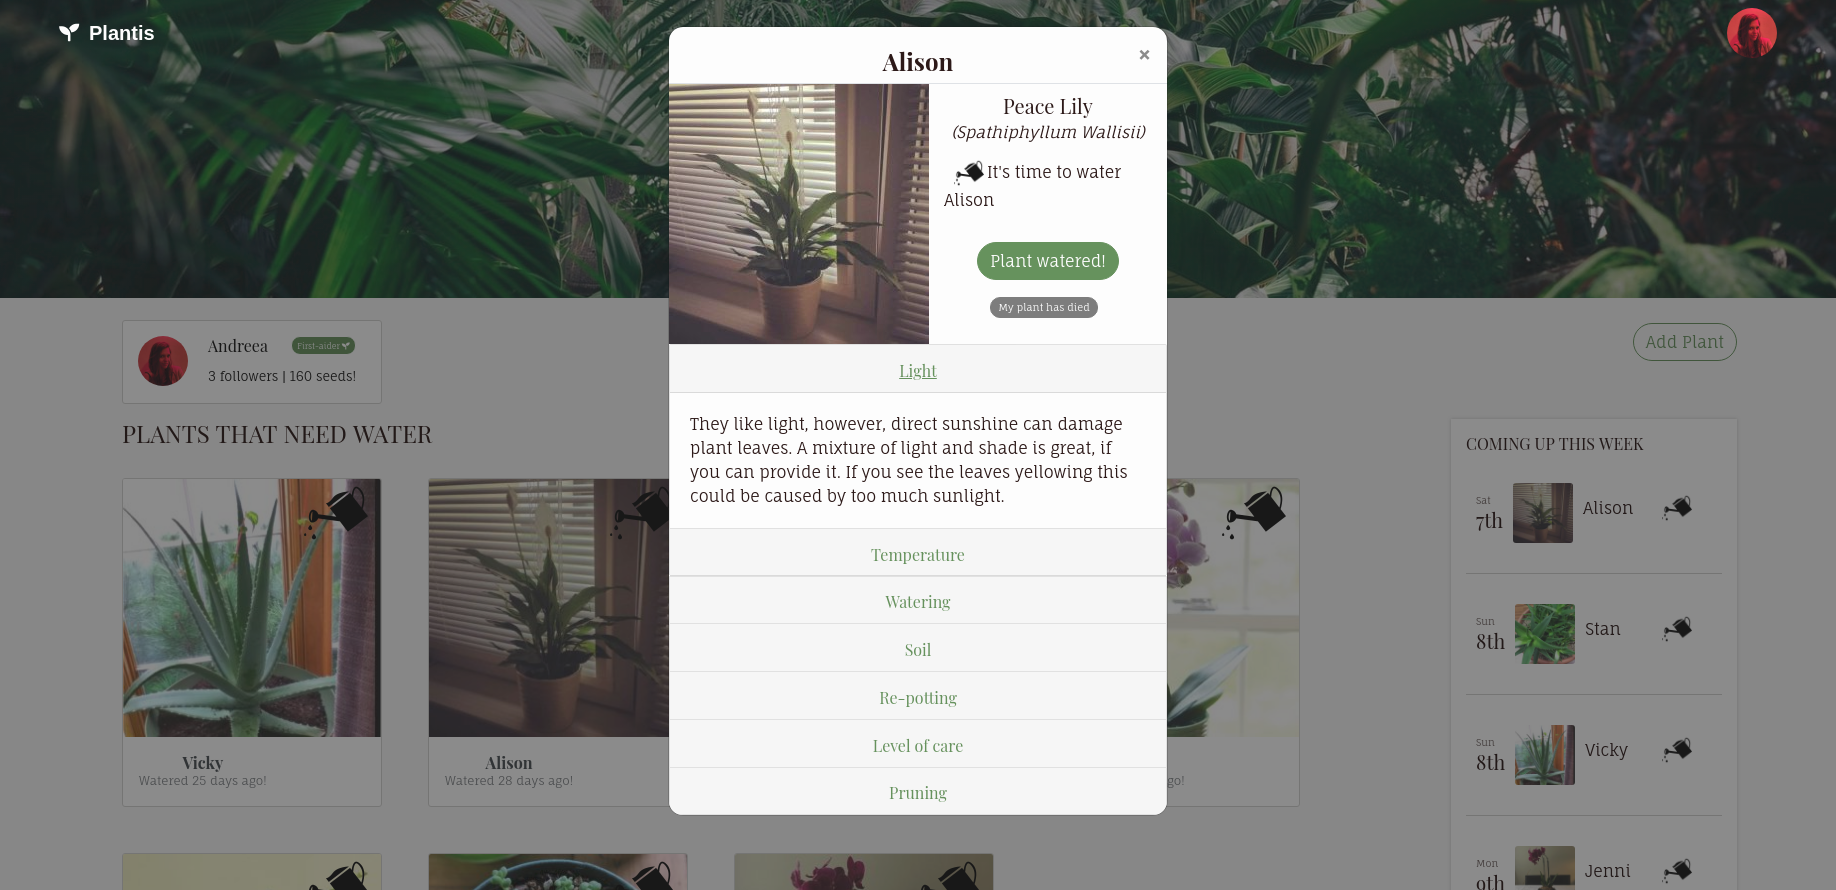 Plantis
Alison
×
Peace Lily
(Spathiphyllum Wallisii)
It's time to water
Alison
Plant watered!
My plant has died
Light
They like light, however, direct sunshine can damage
plant leaves. A mixture of light and shade is great, if
you can provide it. If you see the leaves yellowing this
could be caused by too much sunlight.
Temperature
Watering
Soil
Re-potting
Level of care
Pruning
Andreea
First-aider
3 followers | 160 seeds!
Add Plant
PLANTS THAT NEED WATER
Vicky
Watered 25 days ago!
Alison
Watered 28 days ago!
go!
COMING UP THIS WEEK
Sat
7th
Alison
Sun
8th
Stan
Sun
8th
Vicky
Mon
9th
Jenni